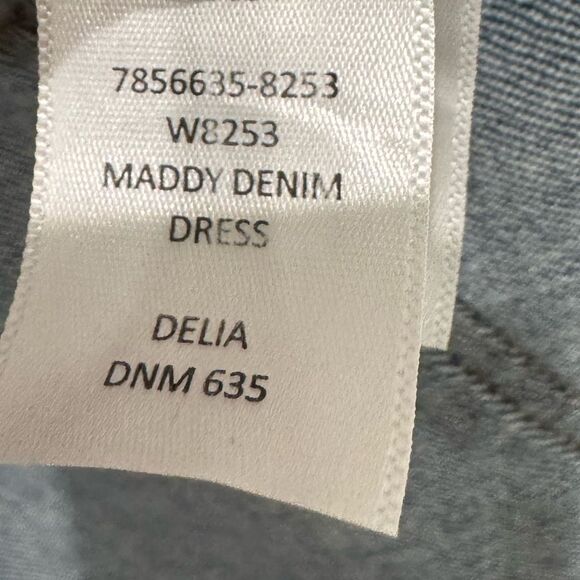 7856635-8253
W8253
MADDY DENIM
DRESS
DELIA
DNM 635